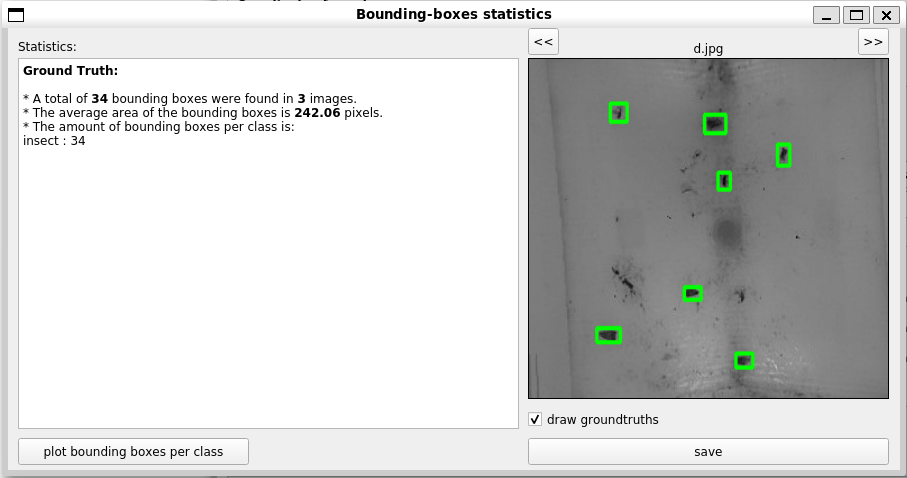 Bounding-boxes statistics
Statistics:
Ground Truth:
* A total of 34 bounding boxes were found in 3 images.
* The average area of the bounding boxes is 242.06 pixels.
* The amount of bounding boxes per class is:
insect : 34
plot bounding boxes per class
<<
d.jpg
>>
draw groundtruths
save